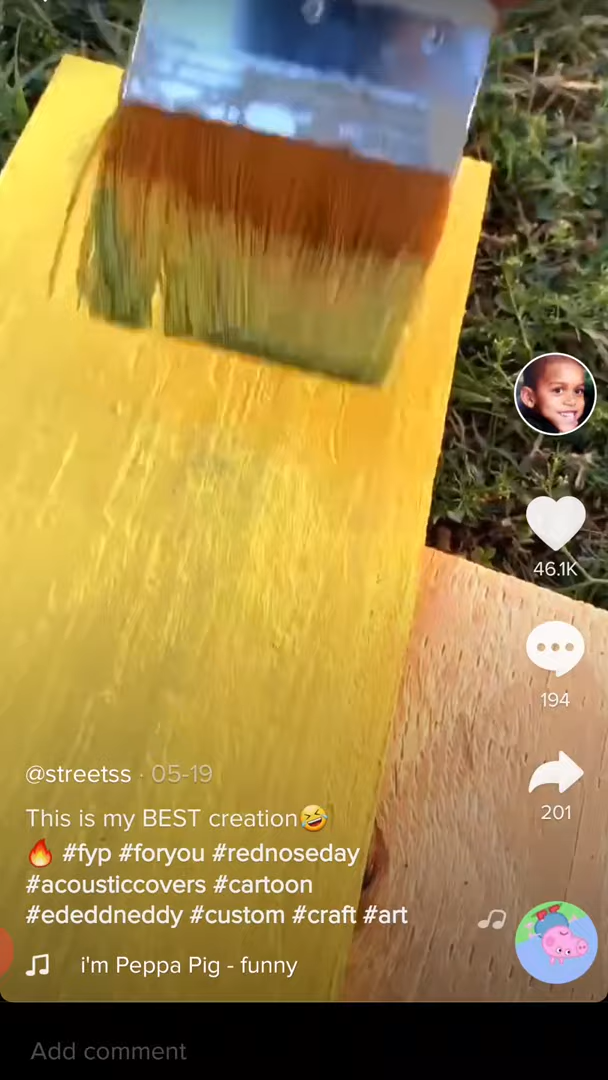 46.1K
194
201
@streetss · 05-19
This is my BEST creation🤣
🔥 #fyp #foryou #rednoseday
#acousticcovers #cartoon
#ededdneddy #custom #craft #art
i'm Peppa Pig - funny
Add comment